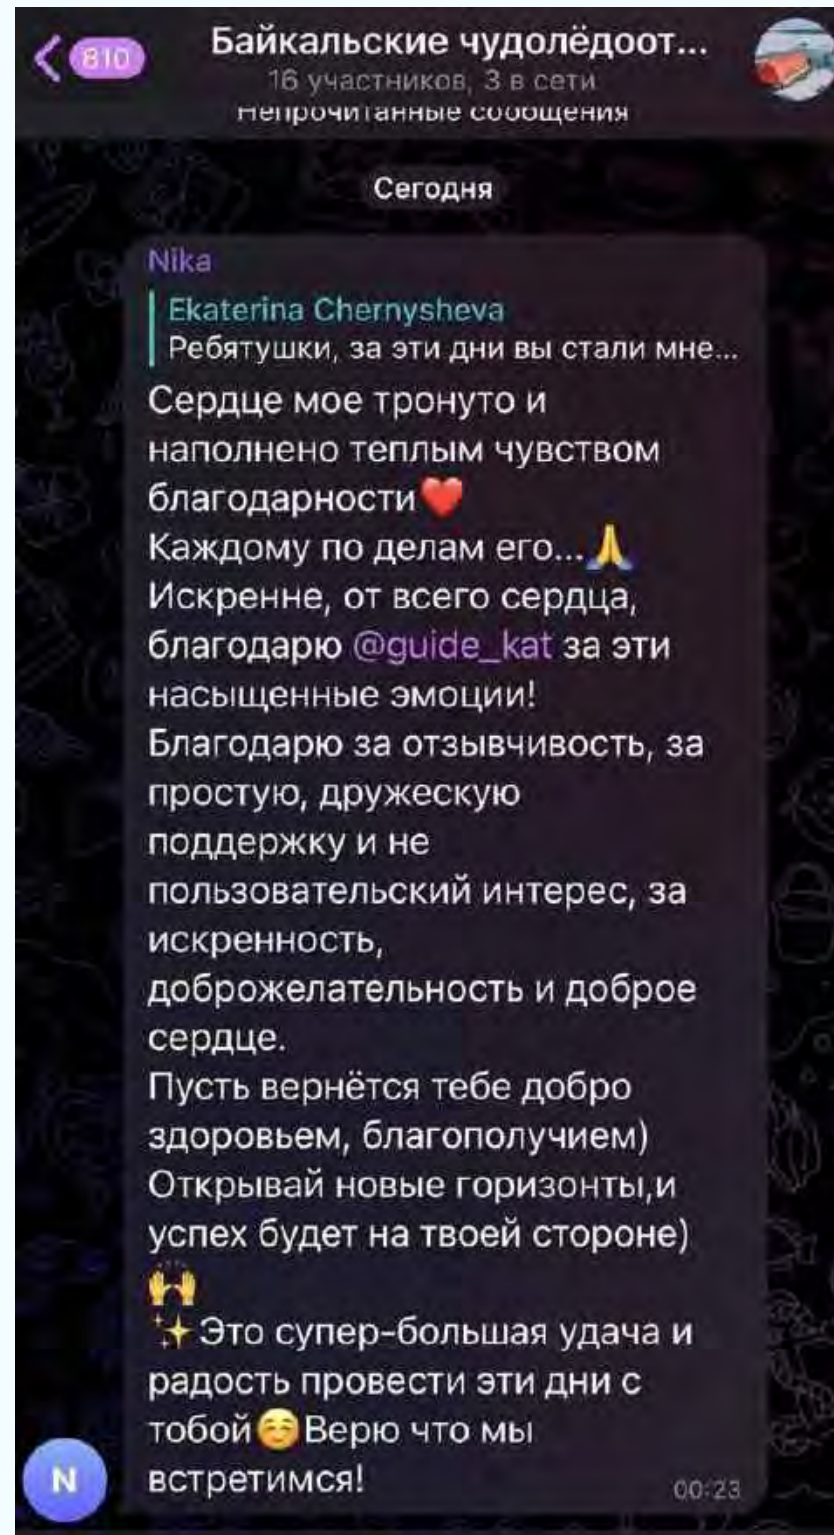 810
Байкальские чудолёдоот...
16 участников, 3 в сети
Непрочитанные сообщения
Сегодня
Nika
Ekaterina Chernysheva
Ребятушки, за эти дни вы стали мне...
Сердце мое тронуто и
наполнено теплым чувством
благодарности❤️
Каждому по делам его...🙏
Искренне, от всего сердца,
благодарю @guide_kat за эти
насыщенные эмоции!
Благодарю за отзывчивость, за
простую, дружескую
поддержку и не
пользовательский интерес, за
искренность,
доброжелательность и доброе
сердце.
Пусть вернётся тебе добро
здоровьем, благополучием)
Открывай новые горизонты,и
успех будет на твоей стороне)
🙌
✨Это супер-большая удача и
радость провести эти дни с
тобой☺️Верю что мы
встретимся!
00:23
N